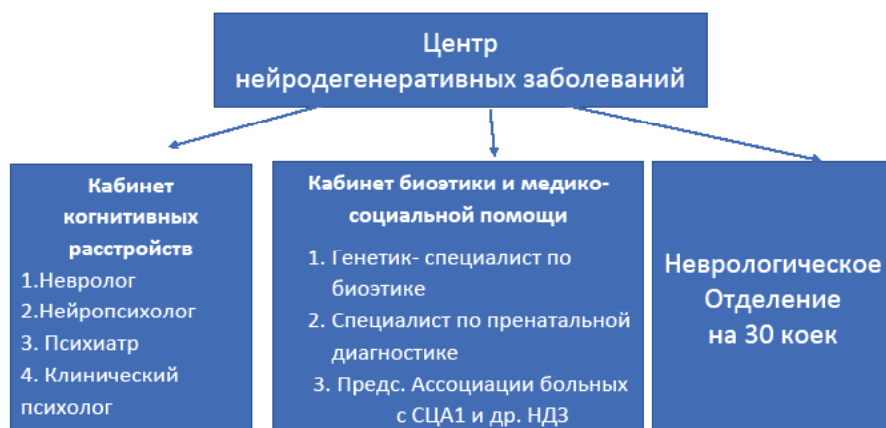 Центр
нейродегенеративных заболеваний
Кабинет
когнитивных
расстройств
1.Невролог
2.Нейропсихолог
3. Психиатр
4. Клинический
психолог
Кабинет биоэтики и медико-
социальной помощи
1. Генетик- специалист по
биоэтике
2. Специалист по пренатальной
диагностике
3. Предс. Ассоциации больных
с СЦА1 и др. НДЗ
Неврологическое
Отделение
на 30 коек